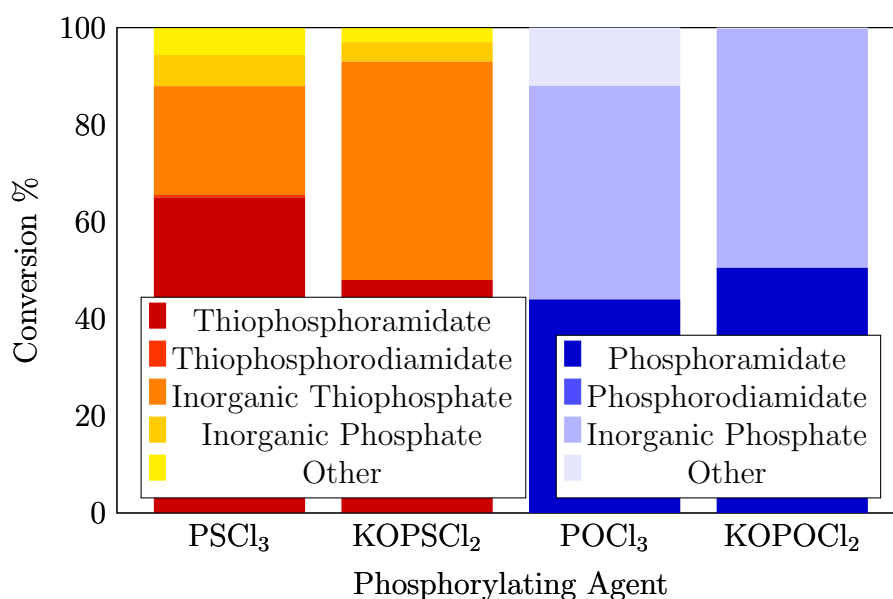 100
80
60
40
20
0
Conversion %
Thiophosphoramidate
Thiophosphorodiamidate
Inorganic Thiophosphate
Inorganic Phosphate
Other
Phosphoramidate
Phosphorodiamidate
Inorganic Phosphate
Other
PSCl₃ KOPSCl₂ POCl₃ KOPOCl₂
Phosphorylating Agent